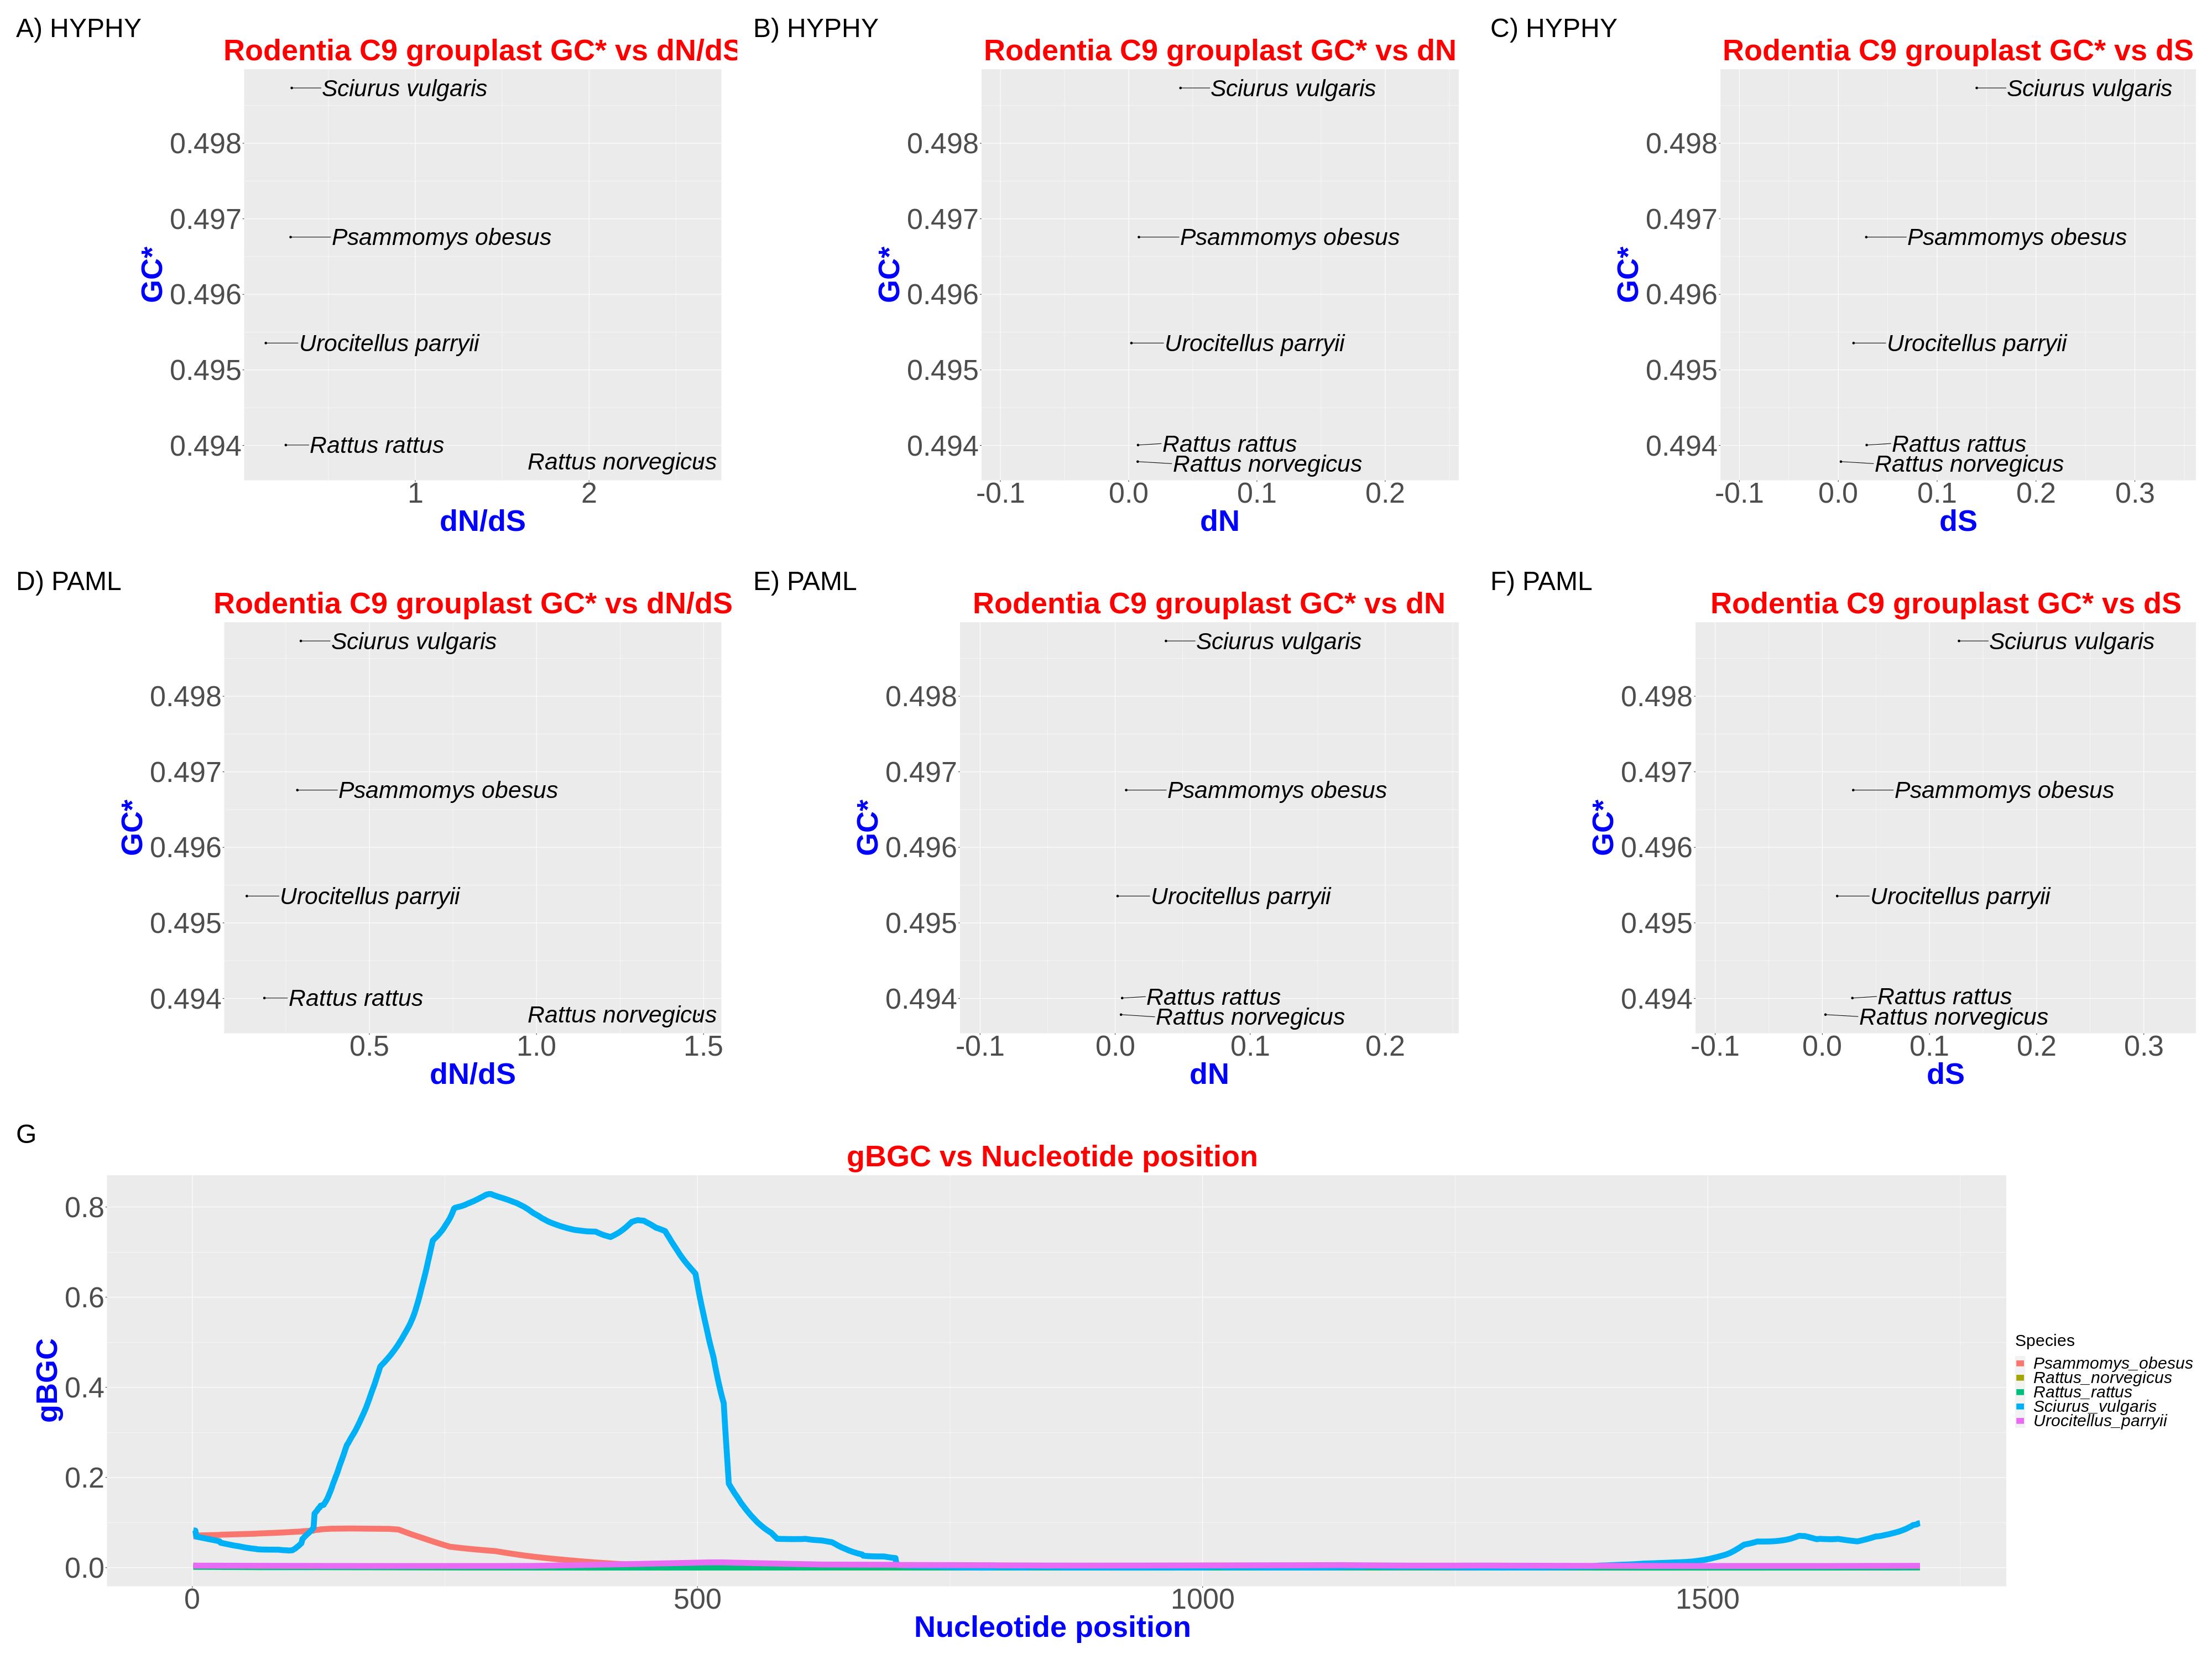 A) HYPHY
Rodentia C9 grouplast GC* vs dN/dS
Sciurus vulgaris
0.498
0.497
Psammomys obesus
GC*
0.496
Urocitellus parryii
0.495
0.494
Rattus rattus
Rattus norvegicus
1 2
dN/dS
B) HYPHY
Rodentia C9 grouplast GC* vs dN
Sciurus vulgaris
0.498
0.497
Psammomys obesus
GC*
0.496
Urocitellus parryii
0.495
0.494
Rattus rattus
Rattus norvegicus
-0.1 0.0 0.1 0.2
dN
C) HYPHY
Rodentia C9 grouplast GC* vs dS
Sciurus vulgaris
0.498
0.497
Psammomys obesus
GC*
0.496
Urocitellus parryii
0.495
0.494
Rattus rattus
Rattus norvegicus
-0.1 0.0 0.1 0.2 0.3
dS
D) PAML
Rodentia C9 grouplast GC* vs dN/dS
Sciurus vulgaris
0.498
0.497
Psammomys obesus
GC*
0.496
Urocitellus parryii
0.495
0.494
Rattus rattus
Rattus norvegicus
0.5 1.0 1.5
dN/dS
E) PAML
Rodentia C9 grouplast GC* vs dN
Sciurus vulgaris
0.498
0.497
Psammomys obesus
GC*
0.496
Urocitellus parryii
0.495
0.494
Rattus rattus
Rattus norvegicus
-0.1 0.0 0.1 0.2
dN
F) PAML
Rodentia C9 grouplast GC* vs dS
Sciurus vulgaris
0.498
0.497
Psammomys obesus
GC*
0.496
Urocitellus parryii
0.495
0.494
Rattus rattus
Rattus norvegicus
-0.1 0.0 0.1 0.2 0.3
dS
G
gBGC vs Nucleotide position
0.8
0.6
gBGC
0.4
0.2
0.0
0 500 1000 1500
Nucleotide position
Species
Psammomys_obesus
Rattus_norvegicus
Rattus_rattus
Sciurus_vulgaris
Urocitellus_parryii